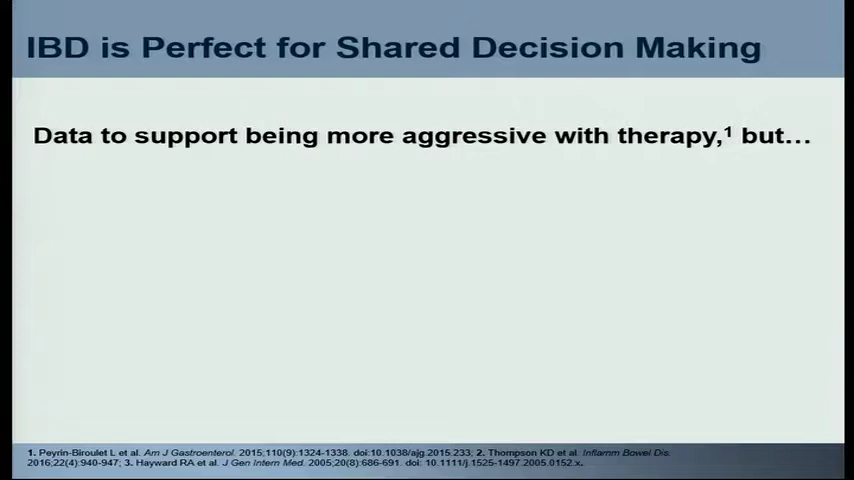 IBD is Perfect for Shared Decision Making
Data to support being more aggressive with therapy,¹ but…
1. Peyrin-Biroulet L et al. Am J Gastroenterol. 2015;110(9):1324-1338. doi:10.1038/ajg.2015.233; 2. Thompson KD et al. Inflamm Bowel Dis.
2016;22(4):940-947; 3. Hayward RA et al. J Gen Intern Med. 2005;20(8):686-691. doi: 10.1111/j.1525-1497.2005.0152.x.